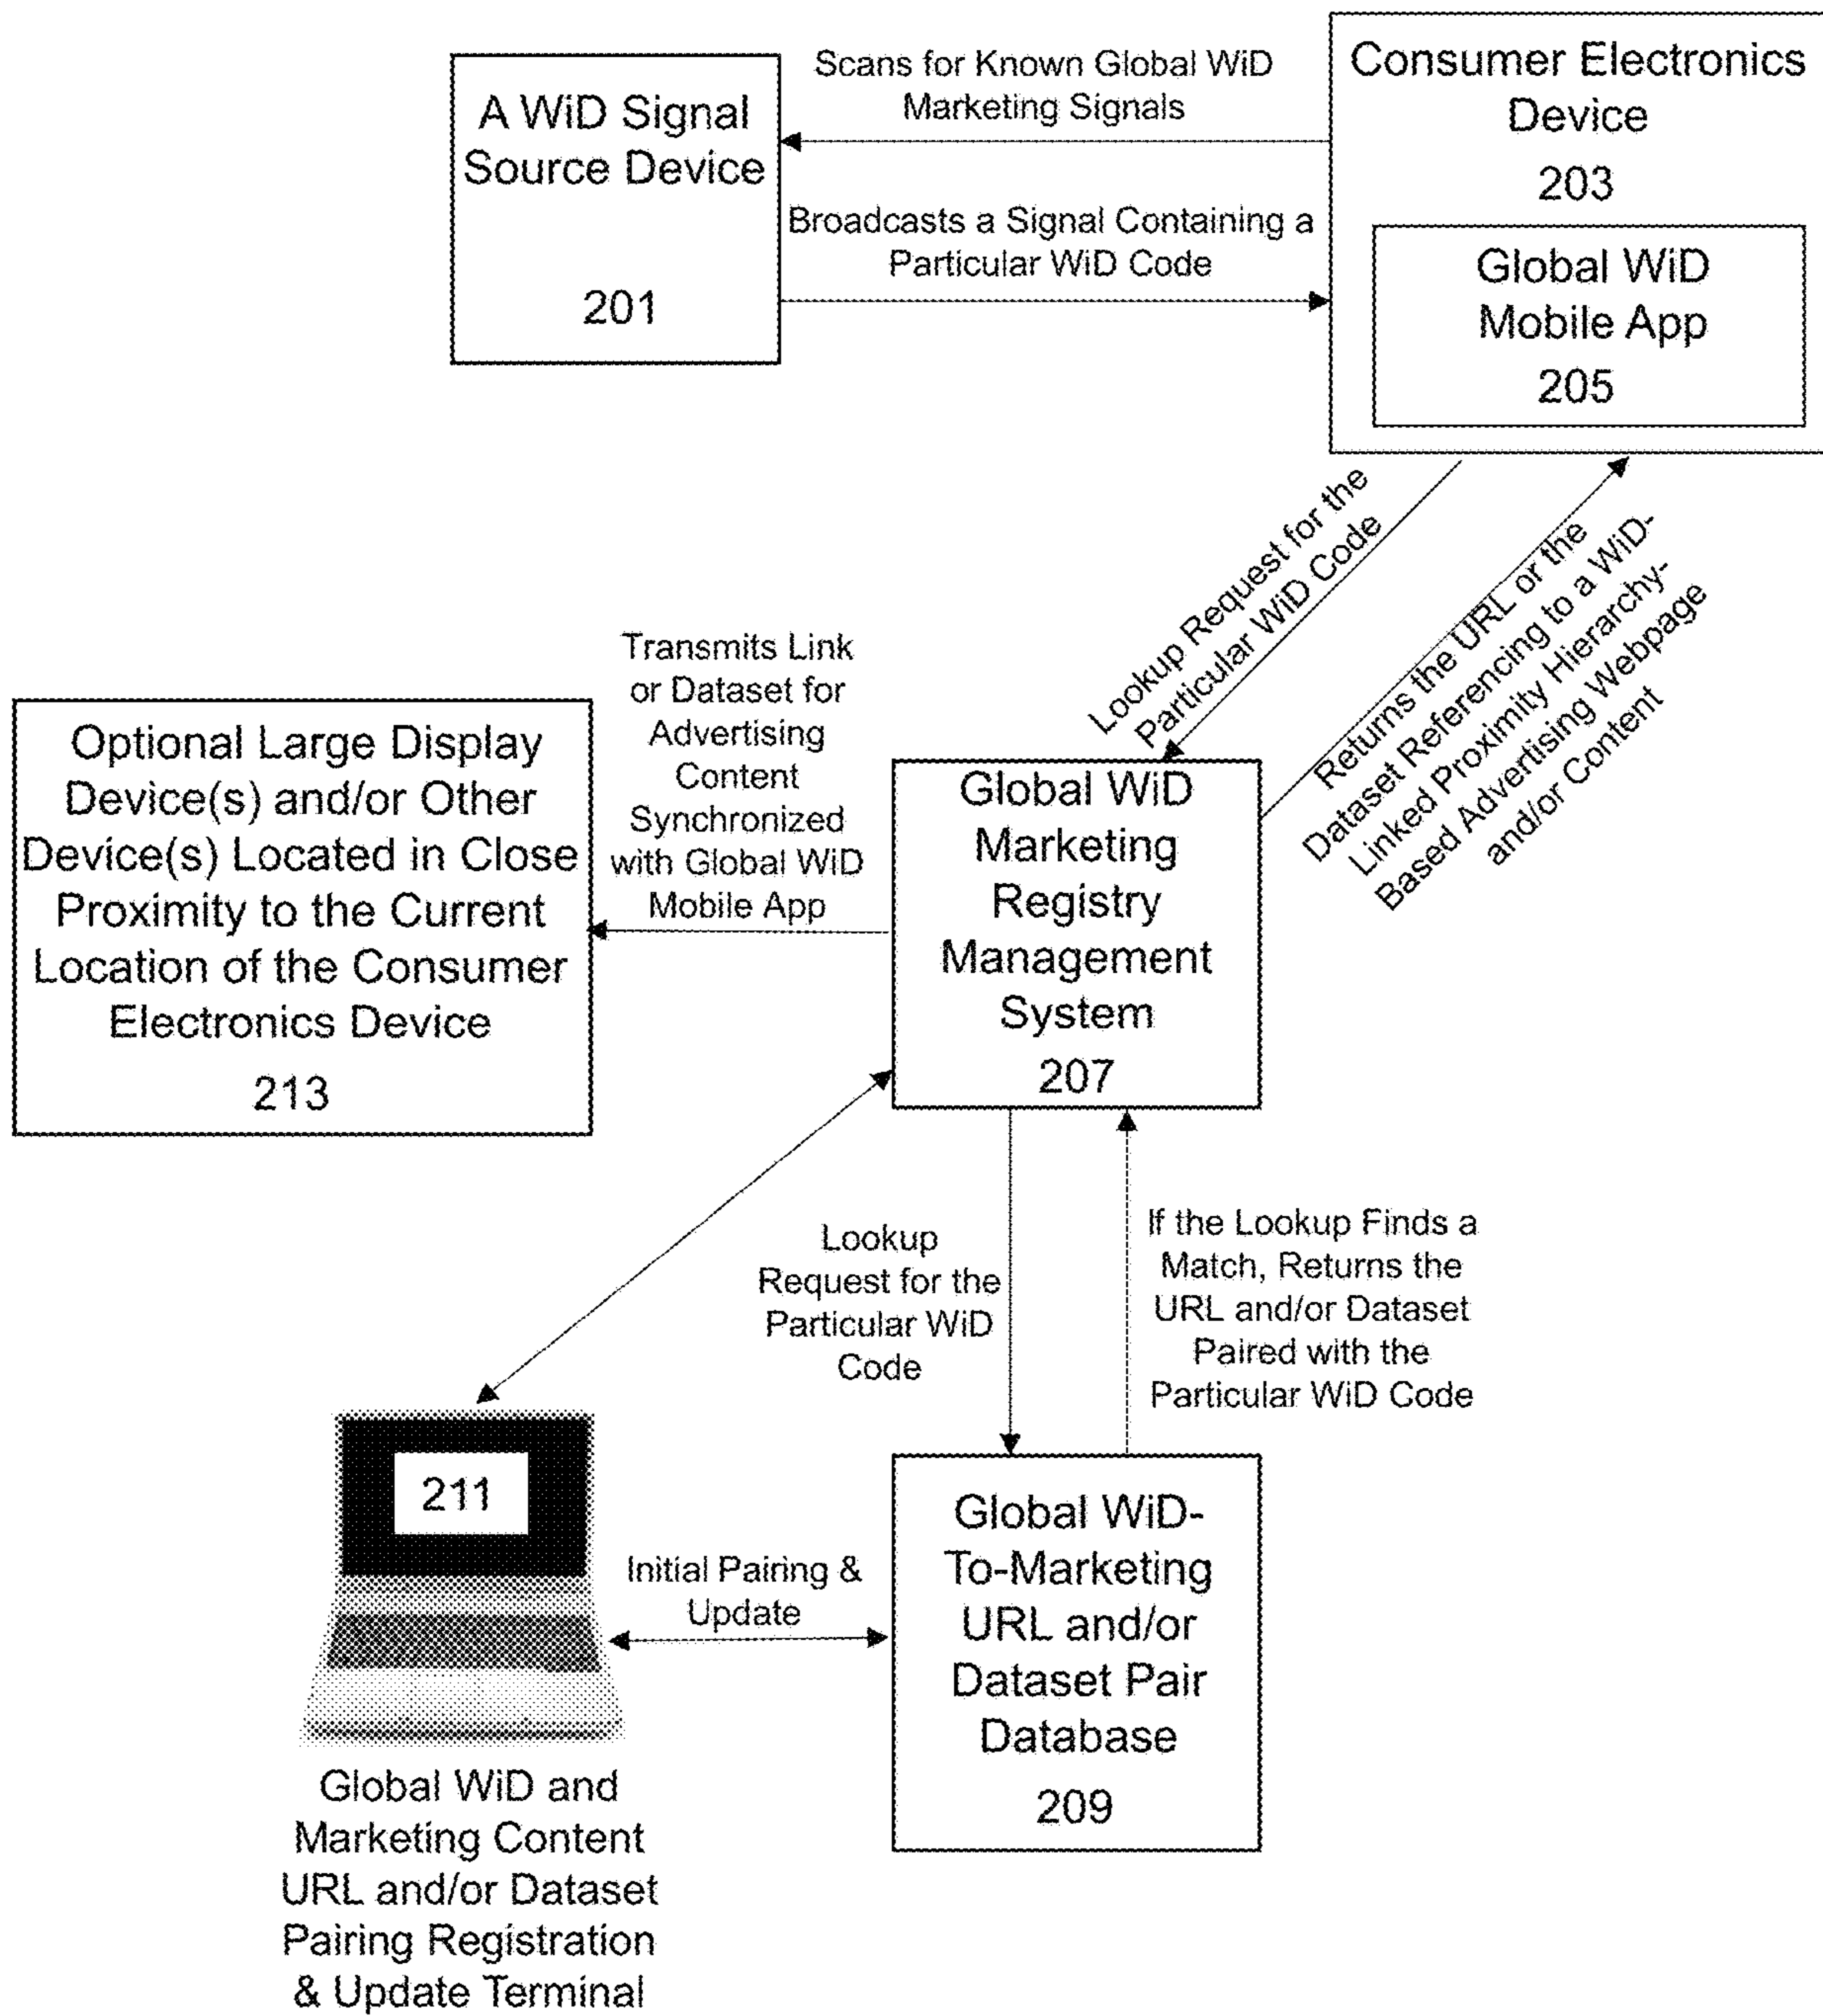 A WiD Signal
Source Device
201
Scans for Known Global WiD
Marketing Signals
Broadcasts a Signal Containing a
Particular WiD Code
Consumer Electronics
Device
203
Global WiD
Mobile App
205
Lookup Request for the
Particular WiD Code
Returns the URL or the
Dataset Referencing to a WiD-
Linked Proximity Hierarchy-
Based Advertising Webpage
and/or Content
Transmits Link
or Dataset for
Advertising
Content
Synchronized
with Global WiD
Mobile App
Optional Large Display
Device(s) and/or Other
Device(s) Located in Close
Proximity to the Current
Location of the Consumer
Electronics Device
213
Global WiD
Marketing
Registry
Management
System
207
Lookup
Request for the
Particular WiD
Code
If the Lookup Finds a
Match, Returns the
URL and/or Dataset
Paired with the
Particular WiD Code
211
Initial Pairing &
Update
Global WiD-
To-Marketing
URL and/or
Dataset Pair
Database
209
Global WiD and
Marketing Content
URL and/or Dataset
Pairing Registration
& Update Terminal